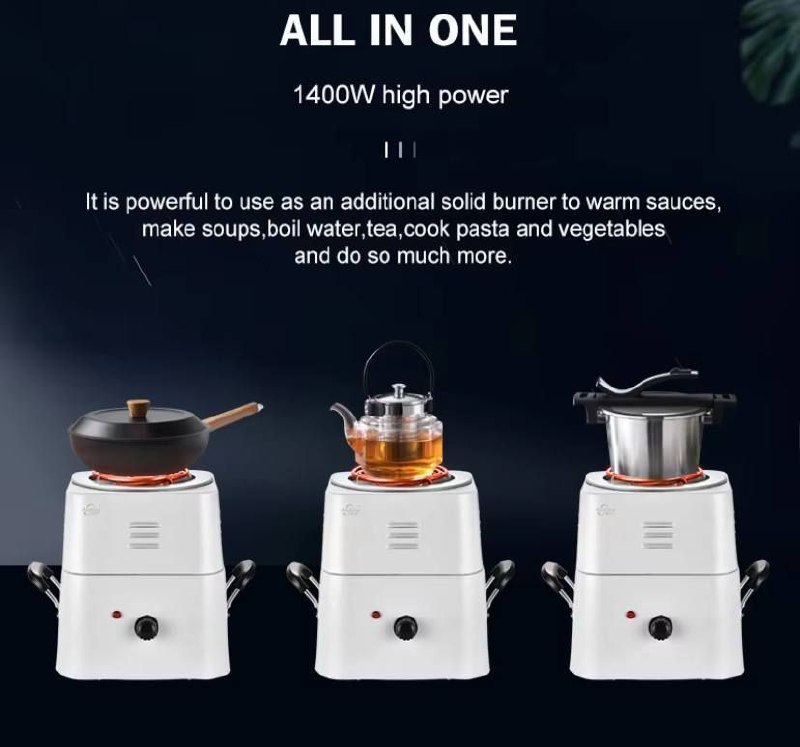 ALL IN ONE
1400W high power
It is powerful to use as an additional solid burner to warm sauces,
make soups,boil water,tea,cook pasta and vegetables
and do so much more.